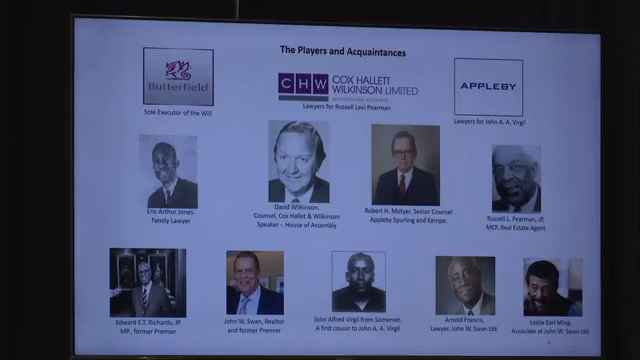 The Players and Acquaintances
Butterfield
CHW COX HALLETT
WILKINSON LIMITED
BARRISTERS AND ATTORNEYS
APPLEBY
Sole Executor of the Will
Lawyers for Russell Levi Pearman
Lawyers for John A. A. Virgil
Eric Arthur Jones,
Family Lawyer
David Wilkinson,
Counsel, Cox Hallet & Wilkinson
Speaker - House of Assembly
Robert H. Motyer, Senior Counsel
Appleby Spurling and Kempe.
Russell L. Pearman, JP,
MCP, Real Estate Agent
Edward E.T. Richards, JP
MP., former Premier
John W. Swan, Realtor
and former Premier
John Alfred Virgil from Somerset.
A first cousin to John A. A. Virgil
Arnold Francis,
Lawyer, John W. Swan Ltd.
Leslie Earl Ming.
Associate at John W. Swan Ltd.
6